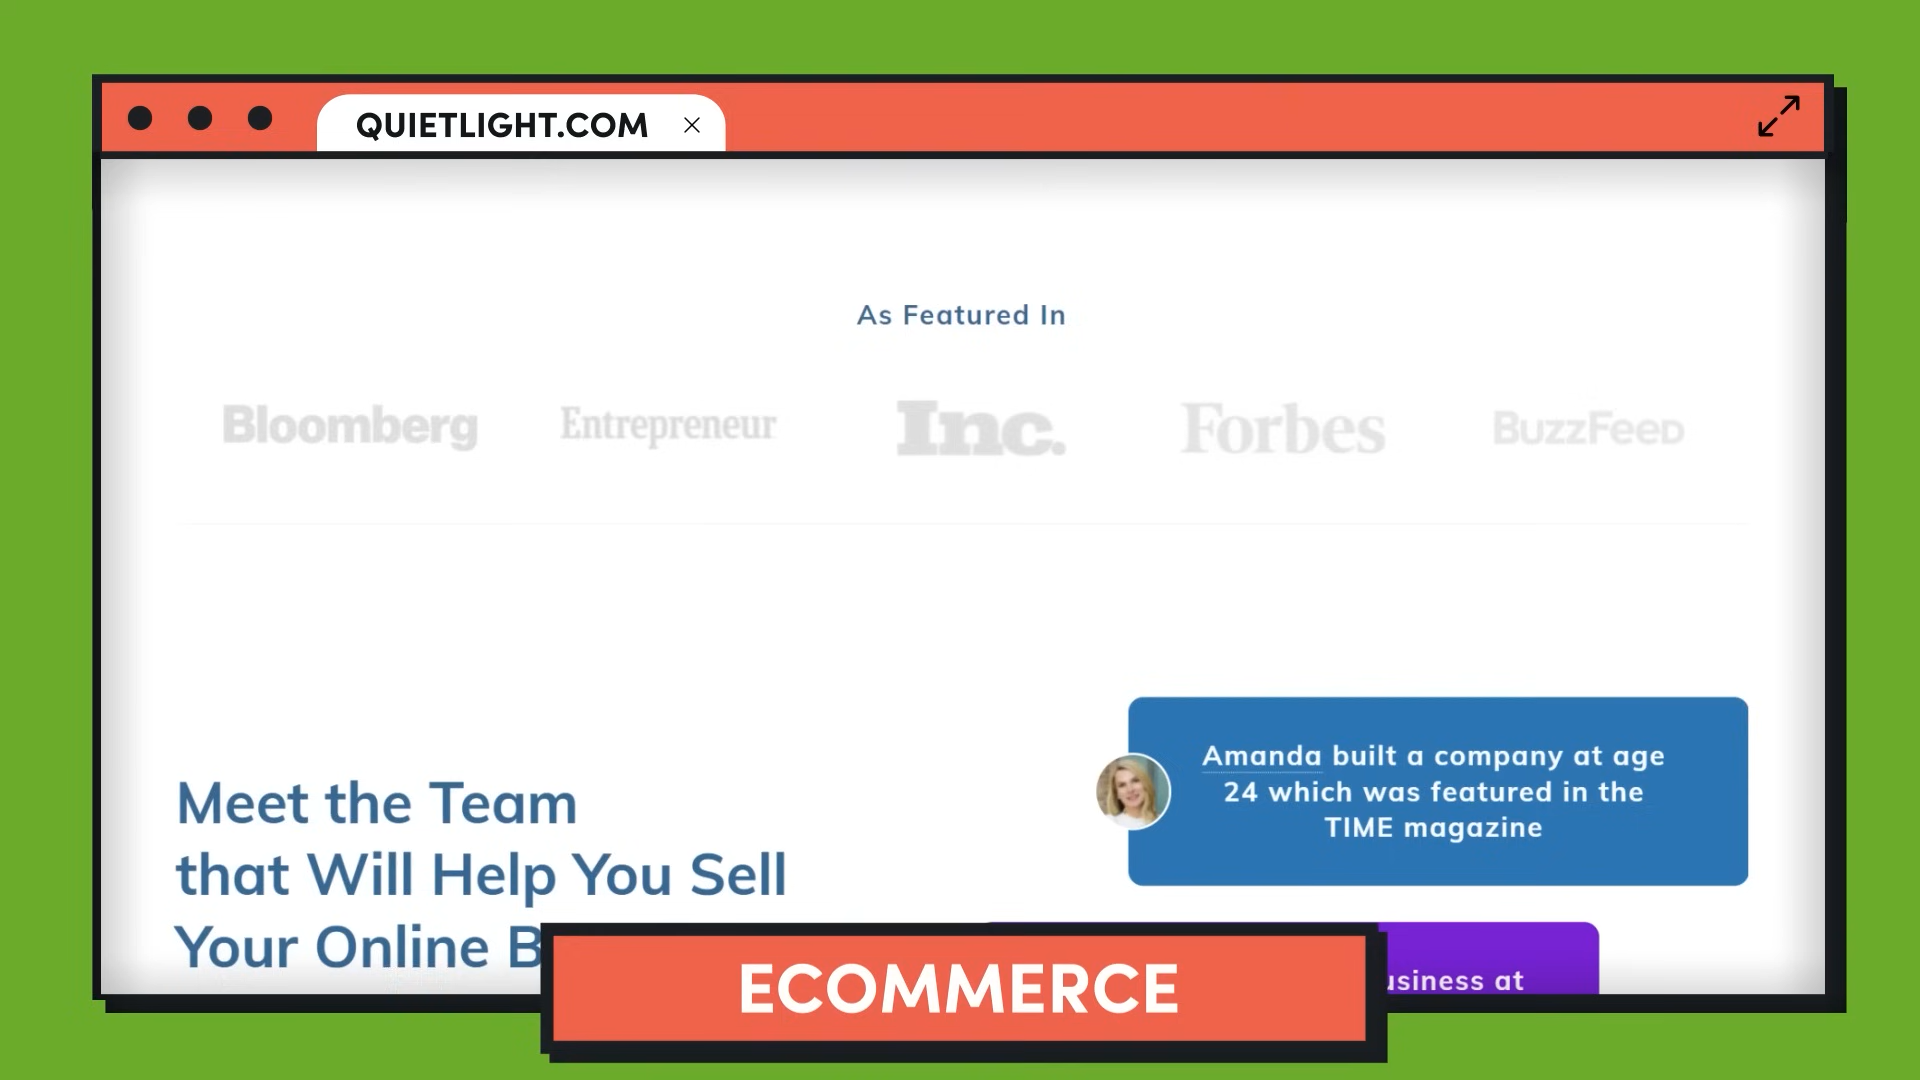 QUIETLIGHT.COM
As Featured In
Bloomberg Entrepreneur Inc. Forbes BuzzFeed
Amanda built a company at age
24 which was featured in the
TIME magazine
Meet the Team
that Will Help You Sell
Your Online B
usiness at
ECOMMERCE